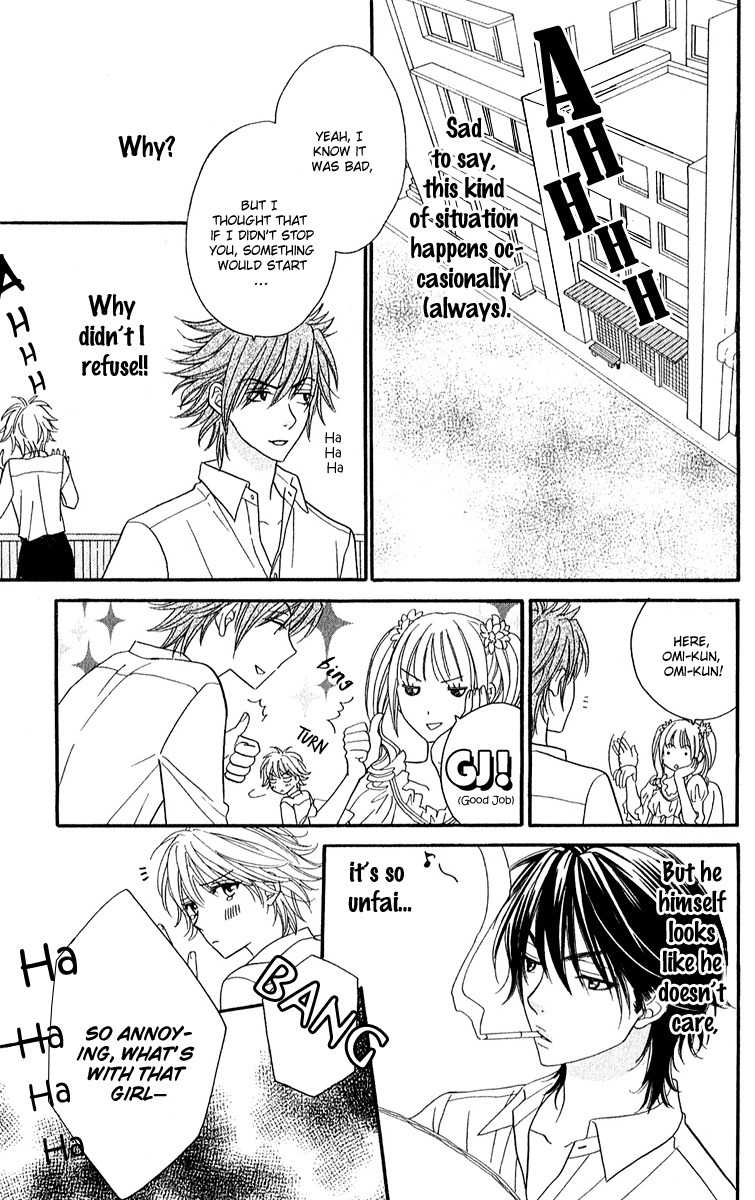 AHHHH
Sad
to say,
this kind
of situation
happens oc-
casionally
(always).
YEAH, I
KNOW IT
WAS BAD,
BUT I
THOUGHT THAT
IF I DIDN'T STOP
YOU, SOMETHING
WOULD START
...
Why?
Why
didn't I
refuse!!
Ha
Ha
Ha
AHHH
HERE,
OMI-KUN,
OMI-KUN!
bing
TURN
GJ!
(Good Job)
But he
himself
looks
like he
doesn't
care,
it's so
unfai...
BANG
SO ANNOY-
ING, WHAT'S
WITH THAT
GIRL—
Ha
Ha
Ha
Ha